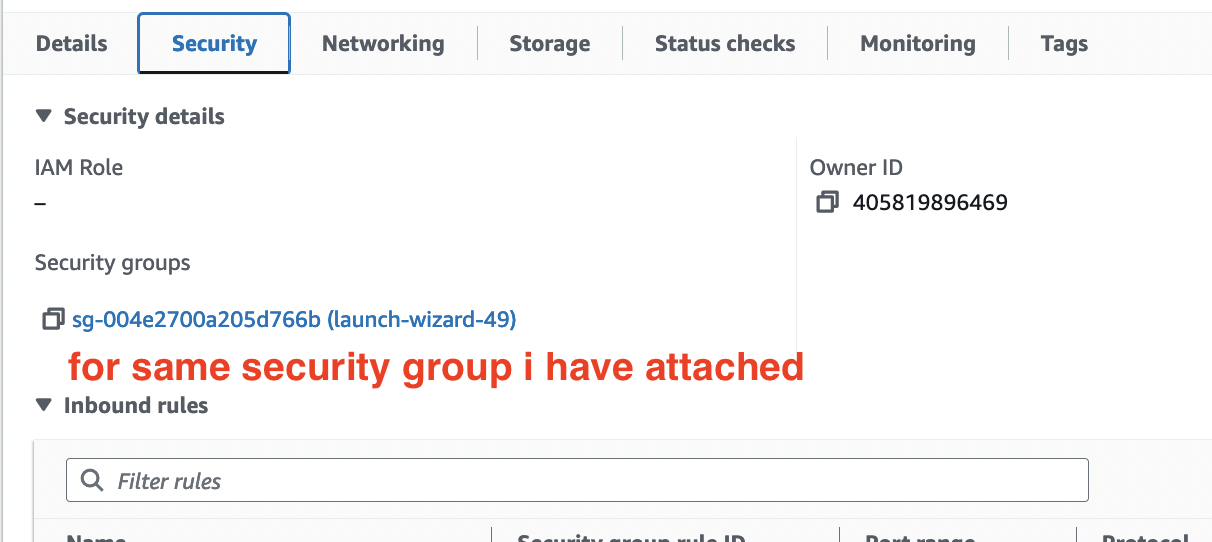 Details Security Networking Storage Status checks Monitoring Tags
Security details
IAM Role Owner ID
– 405819896469
Security groups
sg-004e2700a205d766b (launch-wizard-49)
for same security group i have attached
Inbound rules
Filter rules
Name Security group rule ID Port range Protocol